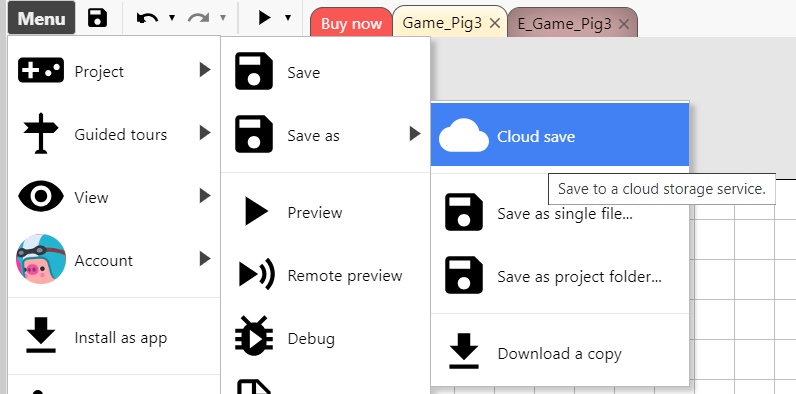 Menu
Buy now
Game_Pig3
E_Game_Pig3
Project
Guided tours
View
Account
Install as app
Save
Save as
Preview
Remote preview
Debug
Cloud save
Save to a cloud storage service.
Save as single file...
Save as project folder...
Download a copy